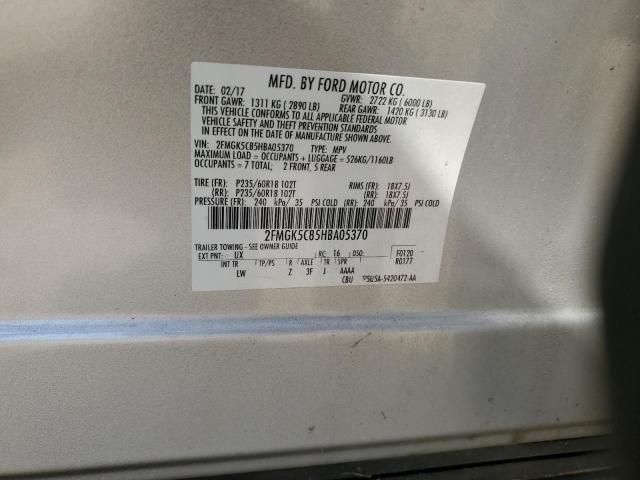 MFD. BY FORD MOTOR CO.
DATE: 02/17 GVWR: 2722 KG ( 6000 LB)
FRONT GAWR: 1311 KG ( 2890 LB) REAR GAWR: 1420 KG ( 3130 LB)
THIS VEHICLE CONFORMS TO ALL APPLICABLE FEDERAL MOTOR
VEHICLE SAFETY AND THEFT PREVENTION STANDARDS
IN EFFECT ON THE DATE OF MANUFACTURE SHOWN ABOVE.
VIN: 2FMGK5C85HBA05370 TYPE: MPV
MAXIMUM LOAD = OCCUPANTS + LUGGAGE = 526KG/1160LB
OCCUPANTS = 7 TOTAL; 2 FRONT, 5 REAR
TIRE (FR): P235/60R18 102T RIMS (FR): 18X7.5J
(RR): P235/60R18 102T (RR): 18X7.5J
PRESSURE (FR): 240 kPa/ 35 PSI COLD (RR): 240 kPa/ 35 PSI COLD
2FMGK5C85HBA05370
TRAILER TOWING - SEE OWNER GUIDE
EXT PNT: UX RC: 16 DSO: F0120
INT TR TP/PS R AXLE TR SPR R0177
LW Z 3F J AAAA
CBU 5U5A-5420472-AA